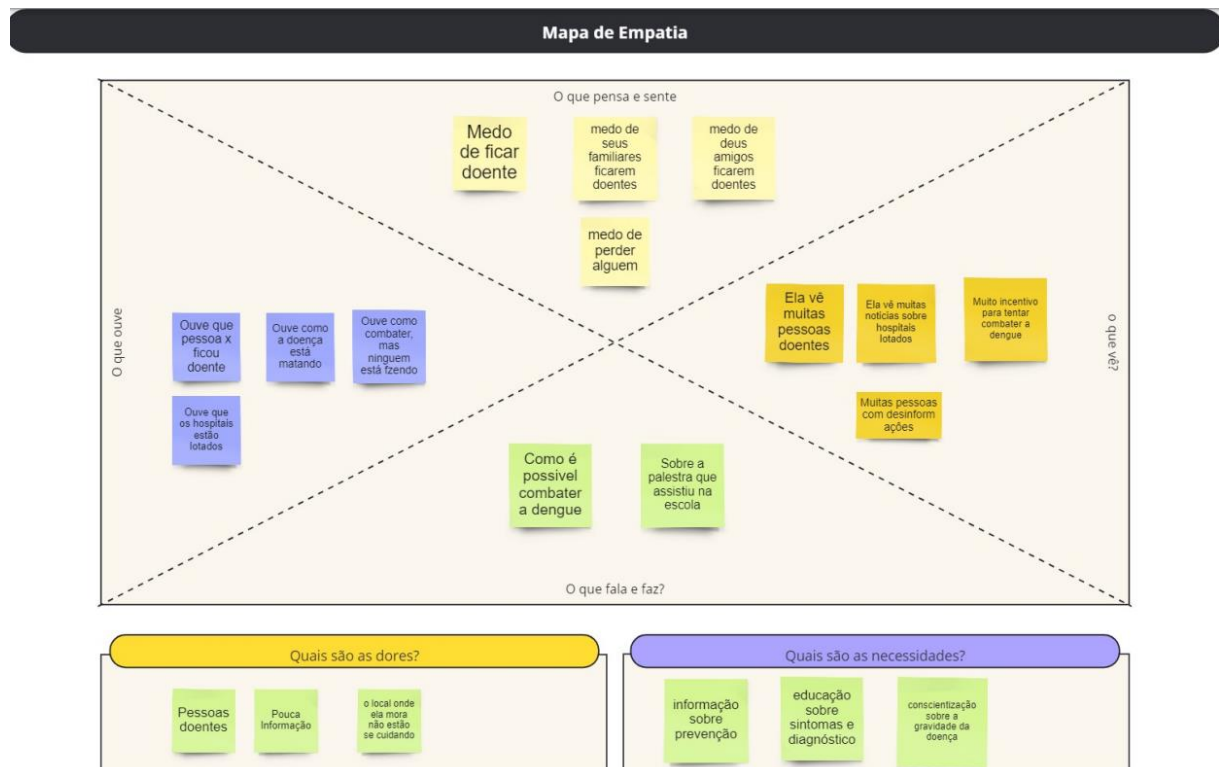 Mapa de Empatia
O que pensa e sente
Medo
de ficar
doente
medo de
seus
familiares
ficarem
doentes
medo de
deus
amigos
ficarem
doentes
medo de
perder
alguem
O que ouve
Ouve que
pessoa x
ficou
doente
Ouve como
a doença
está
matando
Ouve como
combater,
mas
ninguem
está fzendo
Ouve que
os hospitais
estão
lotados
Ela vê
muitas
pessoas
doentes
Ela vê muitas
noticias sobre
hospitais
lotados
Muito incentivo
para tentar
combater a
dengue
Muitas pessoas
com desinform
ações
o que vê?
Como é
possivel
combater
a dengue
Sobre a
palestra que
assistiu na
escola
O que fala e faz?
Quais são as dores?
Pessoas
doentes
Pouca
Informação
o local onde
ela mora
não estão
se cuidando
Quais são as necessidades?
informação
sobre
prevenção
educação
sobre
sintomas e
diagnóstico
conscientização
sobre a
gravidade da
doença